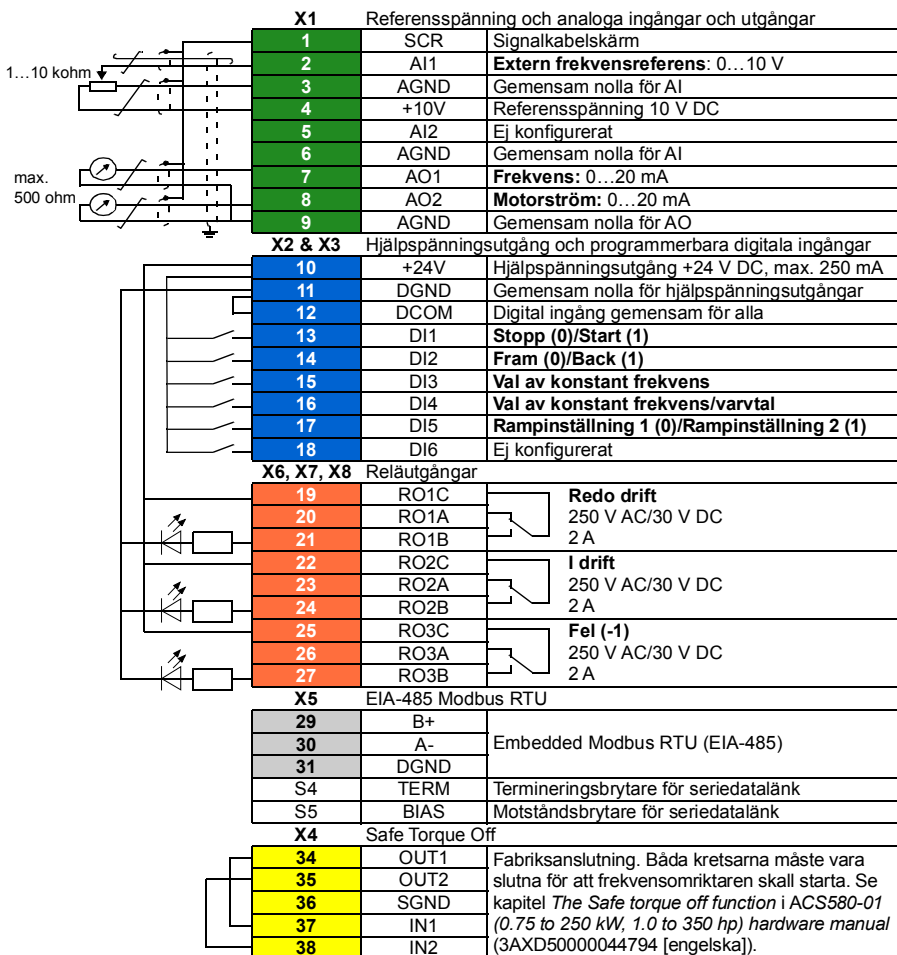 X1 Referensspänning och analoga ingångar och utgångar
1 SCR Signalkabelskärm
2 AI1 Extern frekvensreferens: 0…10 V
1…10 kohm
3 AGND Gemensam nolla för AI
4 +10V Referensspänning 10 V DC
5 AI2 Ej konfigurerat
6 AGND Gemensam nolla för AI
max.
500 ohm
7 AO1 Frekvens: 0…20 mA
8 AO2 Motorström: 0…20 mA
9 AGND Gemensam nolla för AO
X2 & X3 Hjälpspänningsutgång och programmerbara digitala ingångar
10 +24V Hjälpspänningsutgång +24 V DC, max. 250 mA
11 DGND Gemensam nolla för hjälpspänningsutgångar
12 DCOM Digital ingång gemensam för alla
13 DI1 Stopp (0)/Start (1)
14 DI2 Fram (0)/Back (1)
15 DI3 Val av konstant frekvens
16 DI4 Val av konstant frekvens/varvtal
17 DI5 Rampinställning 1 (0)/Rampinställning 2 (1)
18 DI6 Ej konfigurerat
X6, X7, X8 Reläutgångar
19 RO1C Redo drift
20 RO1A 250 V AC/30 V DC
21 RO1B 2 A
22 RO2C I drift
23 RO2A 250 V AC/30 V DC
24 RO2B 2 A
25 RO3C Fel (-1)
26 RO3A 250 V AC/30 V DC
27 RO3B 2 A
X5 EIA-485 Modbus RTU
29 B+
30 A- Embedded Modbus RTU (EIA-485)
31 DGND
S4 TERM Termineringsbrytare för seriedatalänk
S5 BIAS Motståndsbrytare för seriedatalänk
X4 Safe Torque Off
34 OUT1 Fabriksanslutning. Båda kretsarna måste vara
35 OUT2 slutna för att frekvensomriktaren skall starta. Se
36 SGND kapitel The Safe torque off function i ACS580-01
37 IN1 (0.75 to 250 kW, 1.0 to 350 hp) hardware manual
38 IN2 (3AXD50000044794 [engelska]).